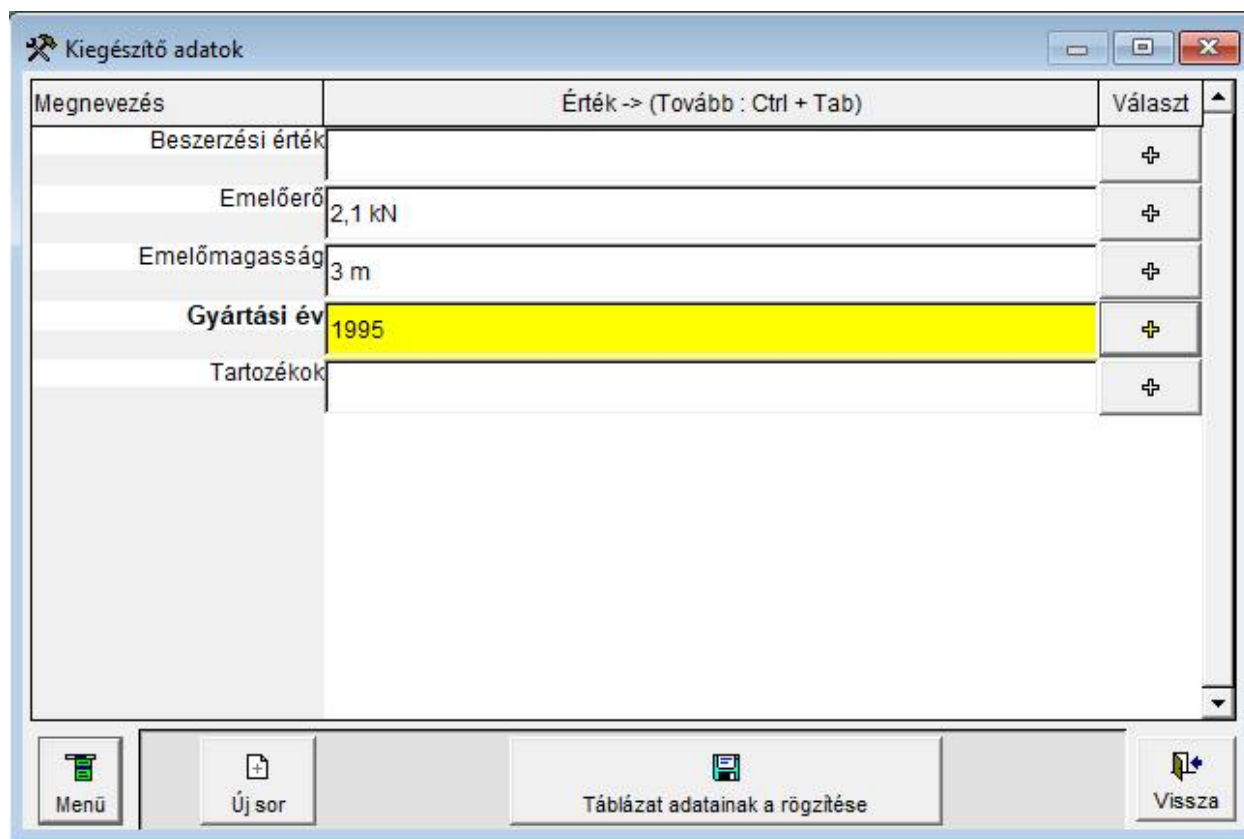 Kiegészítő adatok
Megnevezés Érték -> (Tovább : Ctrl + Tab) Választ
Beszerzési érték
Emelőerő 2,1 kN
Emelőmagasság 3 m
Gyártási év 1995
Tartozékok
Menü Új sor Táblázat adatainak a rögzítése Vissza